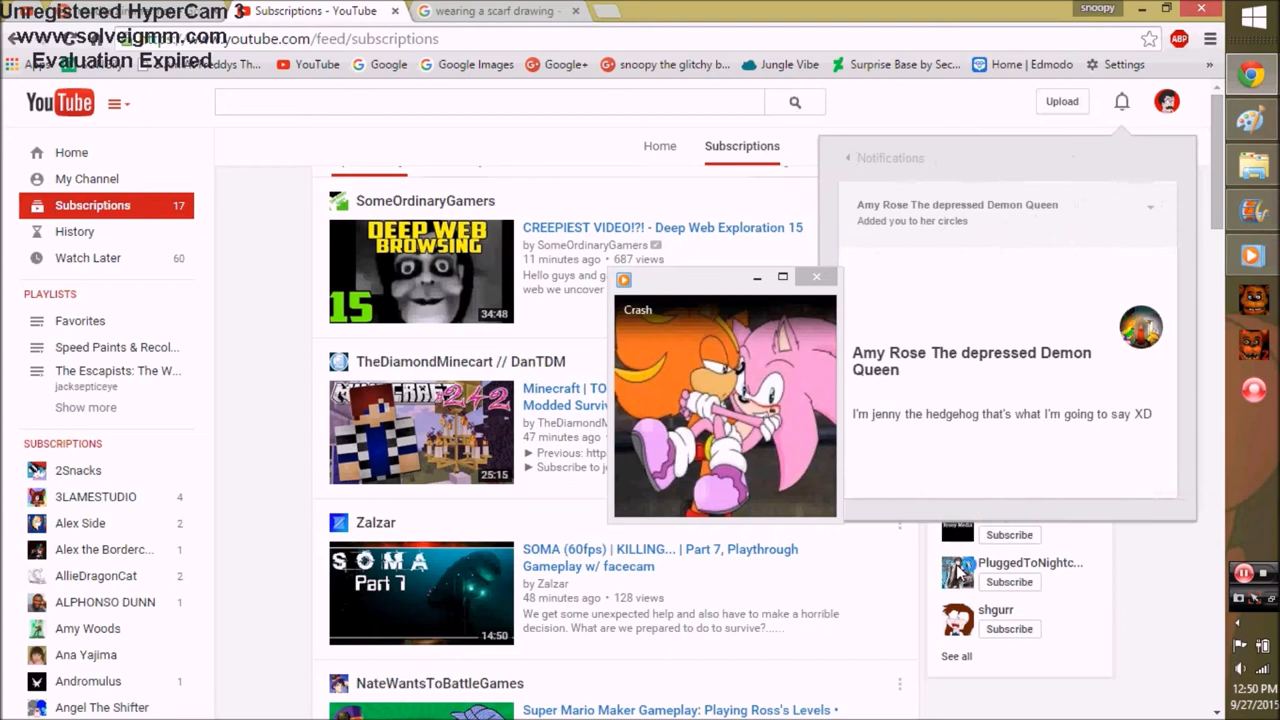 Unregistered HyperCam 3
www.solveigmm.com
Evaluation Expired
Subscriptions - YouTube
wearing a scarf drawing -
snoopy
youtube.com/feed/subscriptions
Freddys Th...
YouTube
Google
Google Images
Google+
snoopy the glitchy b...
Jungle Vibe
Surprise Base by Sec...
Home | Edmodo
Settings
»
YouTube
Upload
Home
Subscriptions
Home
My Channel
Subscriptions 17
History
Watch Later 60
PLAYLISTS
Favorites
Speed Paints & Recol...
The Escapists: The W...
jacksepticeye
Show more
SUBSCRIPTIONS
2Snacks
3LAMESTUDIO 4
Alex Side 2
Alex the Borderc... 1
AllieDragonCat 2
ALPHONSO DUNN 1
Amy Woods
Ana Yajima
Andromulus 1
Angel The Shifter
SomeOrdinaryGamers
DEEP WEB
BROWSING
15
34:48
CREEPIEST VIDEO!?! - Deep Web Exploration 15
by SomeOrdinaryGamers
11 minutes ago • 687 views
Hello guys and g
web we uncover
TheDiamondMinecart // DanTDM
MINECRAFT
#242
25:15
Minecraft | TO
Modded Surviv
by TheDiamondM
47 minutes ago
► Previous: http
► Subscribe to j
Zalzar
SOMA
Part 7
14:50
SOMA (60fps) | KILLING... | Part 7, Playthrough
Gameplay w/ facecam
by Zalzar
48 minutes ago • 128 views
We get some unexpected help and also have to make a horrible
decision. What are we prepared to do to survive?......
NateWantsToBattleGames
Super Mario Maker Gameplay: Playing Ross's Levels •
Crash
Notifications
Amy Rose The depressed Demon Queen
Added you to her circles
Amy Rose The depressed Demon
Queen
I'm jenny the hedgehog that's what I'm going to say XD
Subscribe
PluggedToNightc...
Subscribe
shgurr
Subscribe
See all
ABP
12:50 PM
9/27/2015